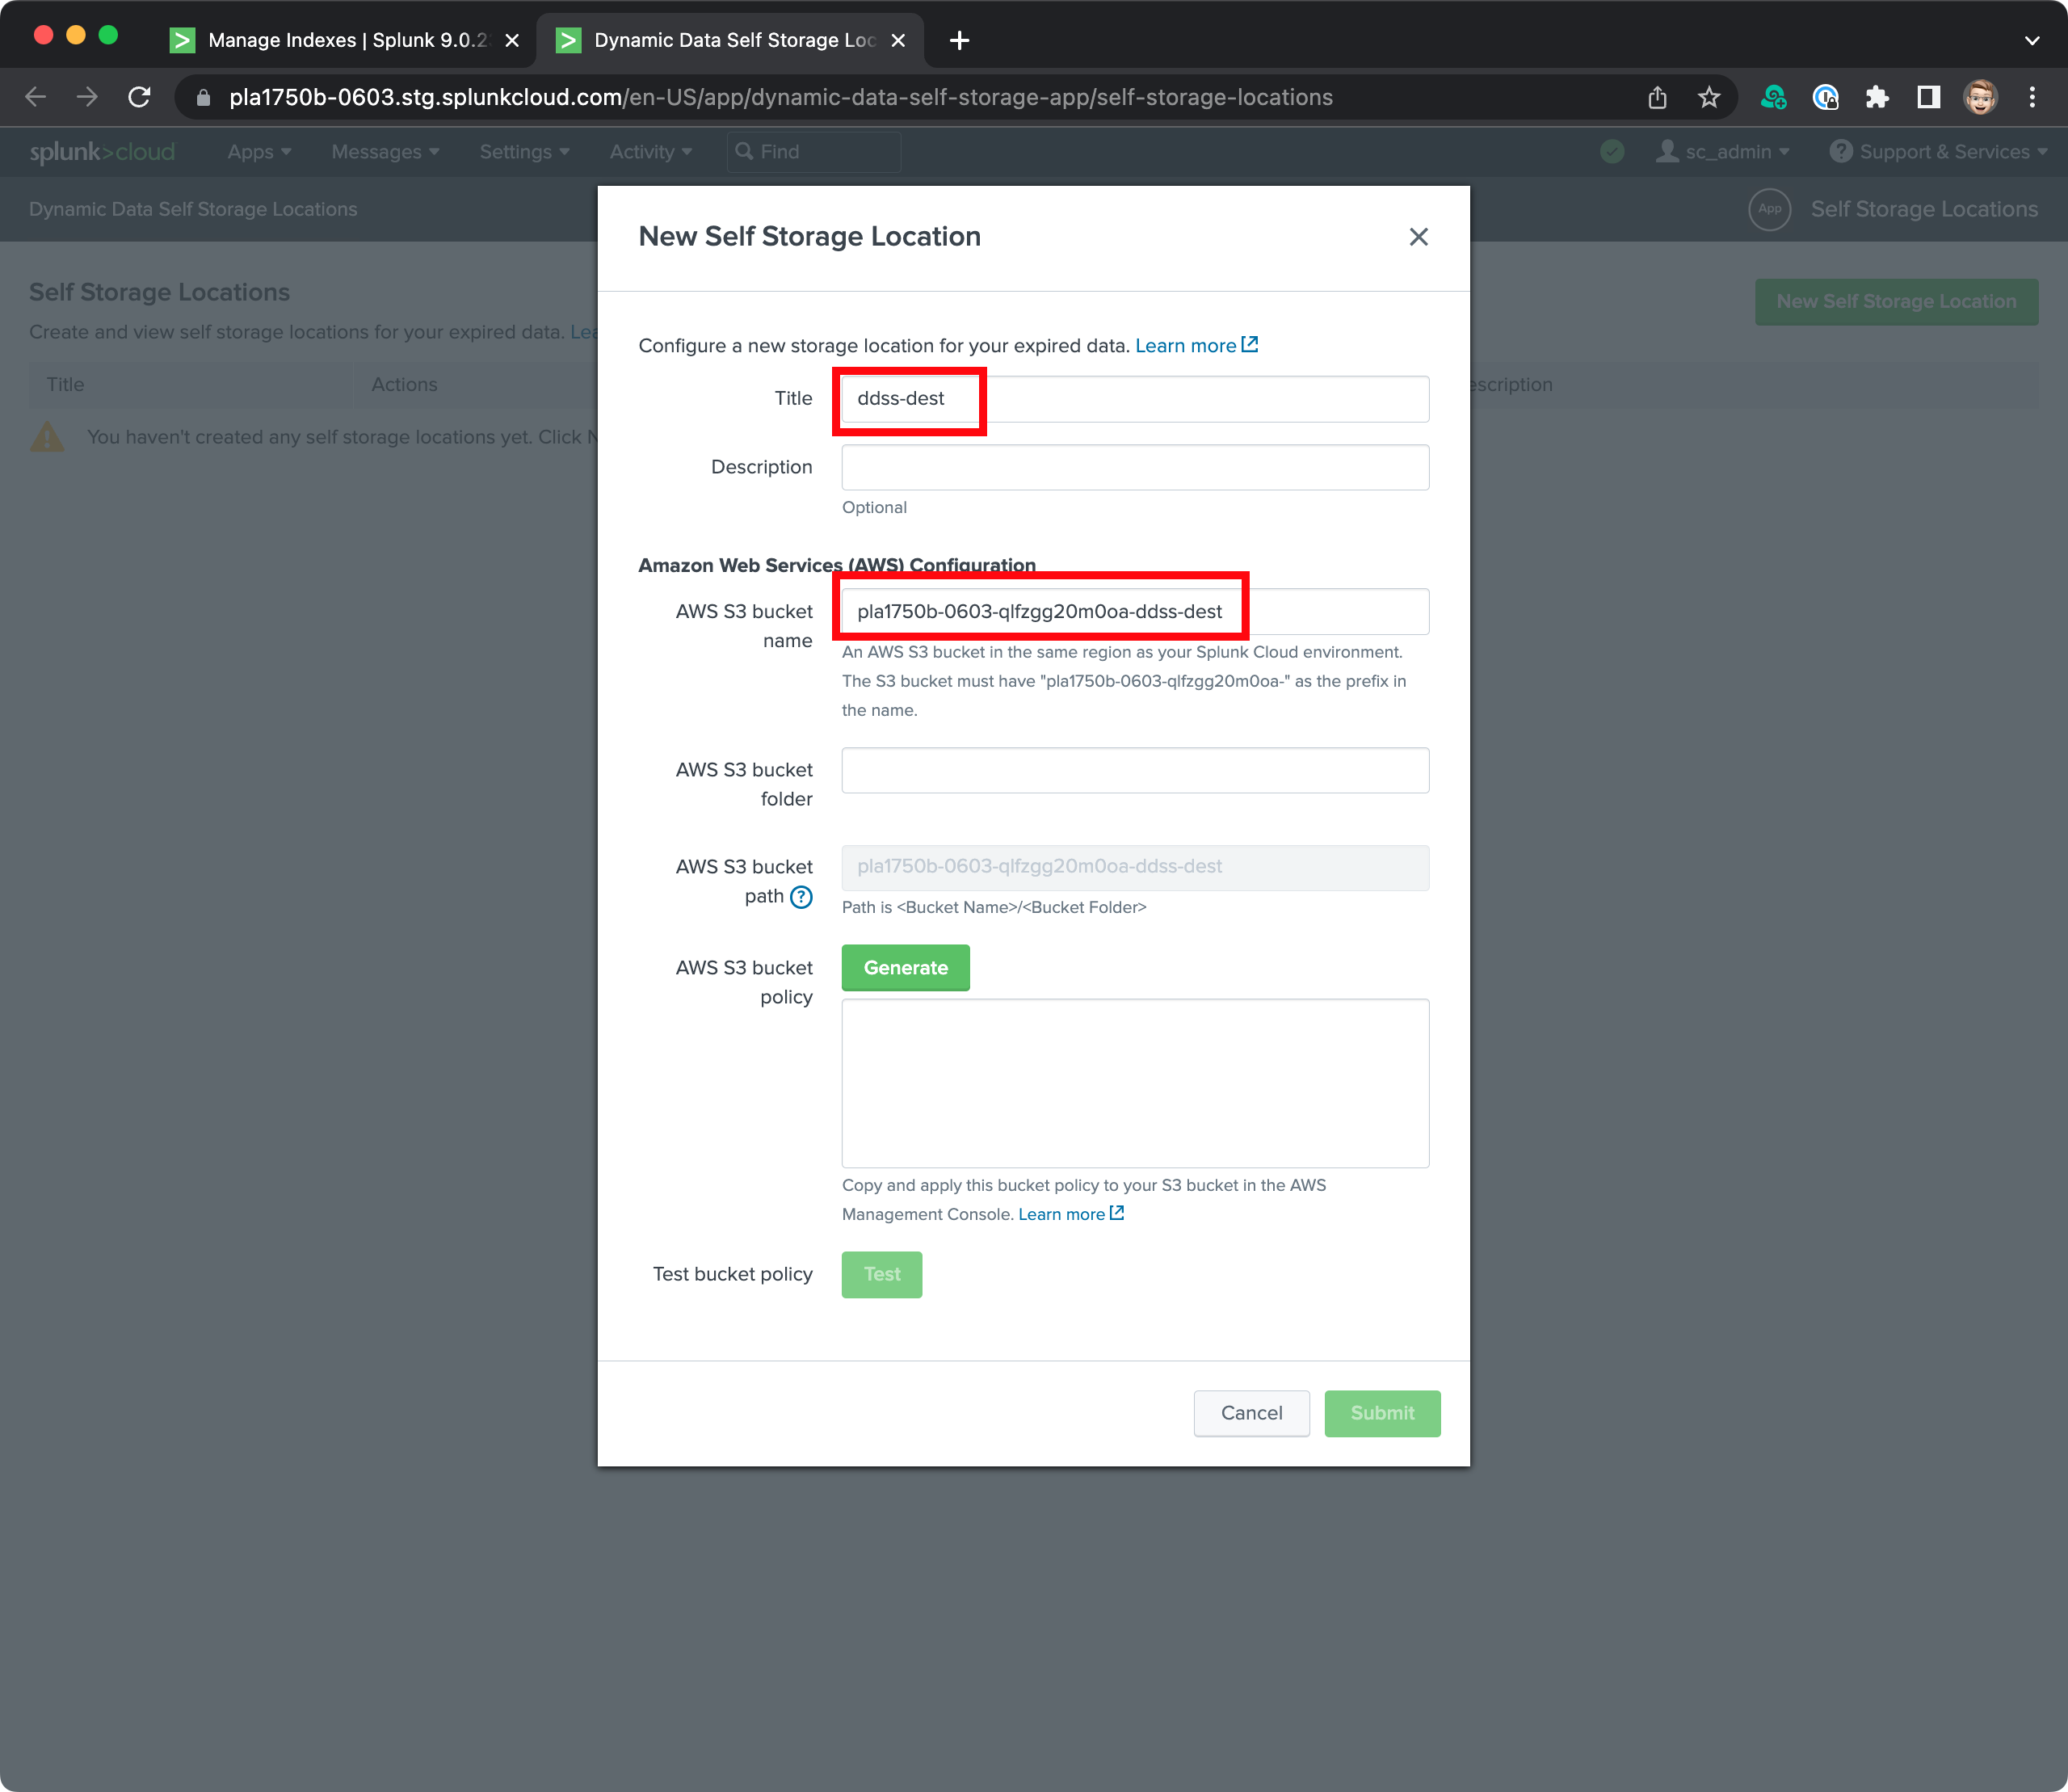 Manage Indexes | Splunk 9.0.2
Dynamic Data Self Storage Loc
pla1750b-0603.stg.splunkcloud.com/en-US/app/dynamic-data-self-storage-app/self-storage-locations
splunk>cloud Apps Messages Settings Activity Find sc_admin Support & Services
Dynamic Data Self Storage Locations
App Self Storage Locations
Self Storage Locations
New Self Storage Location
Create and view self storage locations for your expired data. Lea
Title Actions escription
You haven't created any self storage locations yet. Click N
New Self Storage Location
Configure a new storage location for your expired data. Learn more
Title ddss-dest
Description
Optional
Amazon Web Services (AWS) Configuration
AWS S3 bucket name pla1750b-0603-qlfzgg20m0oa-ddss-dest
An AWS S3 bucket in the same region as your Splunk Cloud environment.
The S3 bucket must have "pla1750b-0603-qlfzgg20m0oa-" as the prefix in
the name.
AWS S3 bucket
folder
AWS S3 bucket
path pla1750b-0603-qlfzgg20m0oa-ddss-dest
Path is <Bucket Name>/<Bucket Folder>
AWS S3 bucket
policy
Generate
Copy and apply this bucket policy to your S3 bucket in the AWS
Management Console. Learn more
Test bucket policy Test
Cancel Submit